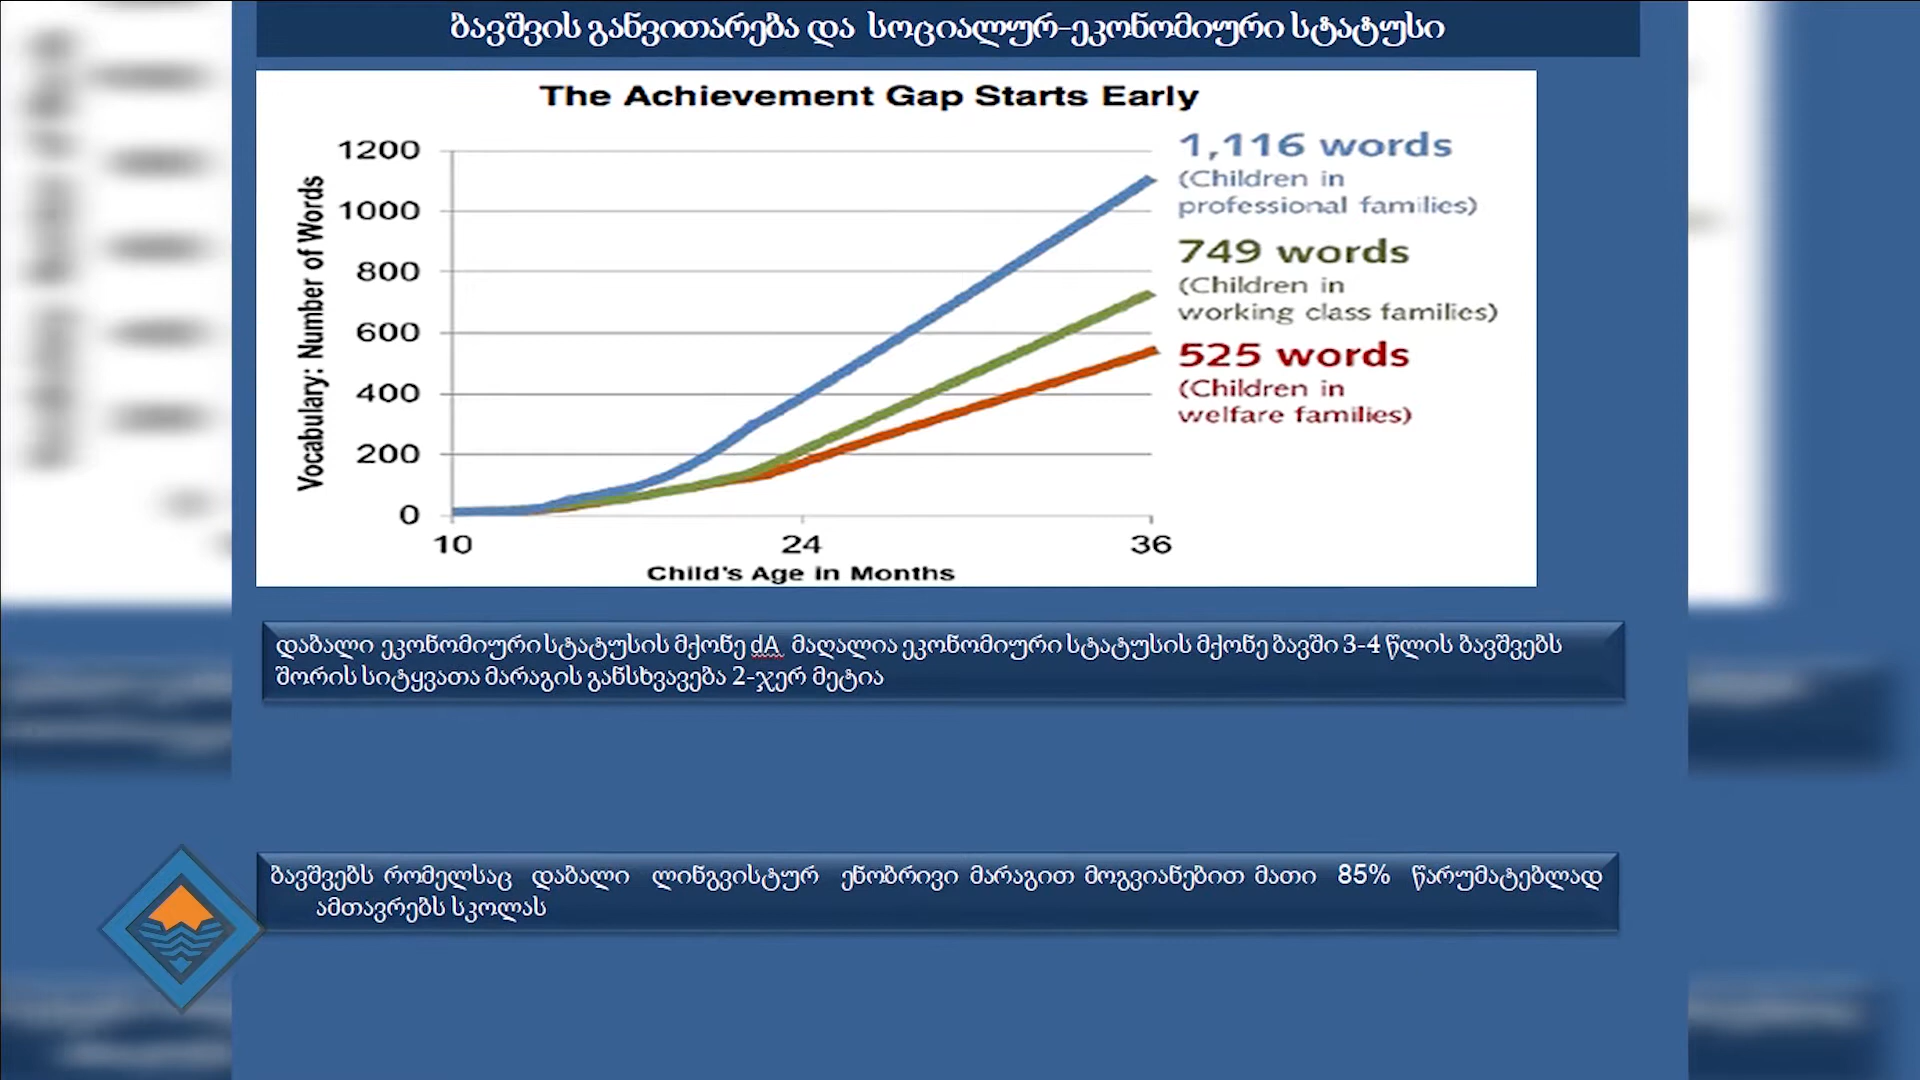 ბავშვის განვითარება და სოციალურ-ეკონომიური სტატუსი
The Achievement Gap Starts Early
1200
1000
800
600
400
200
0
Vocabulary: Number of Words
10
24
36
Child's Age in Months
1,116 words
(Children in
professional families)
749 words
(Children in
working class families)
525 words
(Children in
welfare families)
დაბალი ეკონომიური სტატუსის მქონე dA მაღალია ეკონომიური სტატუსის მქონე ბავში 3-4 წლის ბავშვებს
შორის სიტყვათა მარაგის განსხვავება 2-ჯერ მეტია
ბავშვებს რომელსაც დაბალი ლინგვისტურ ენობრივი მარაგით მოგვიანებით მათი 85% წარუმატებლად
ამთავრებს სკოლას